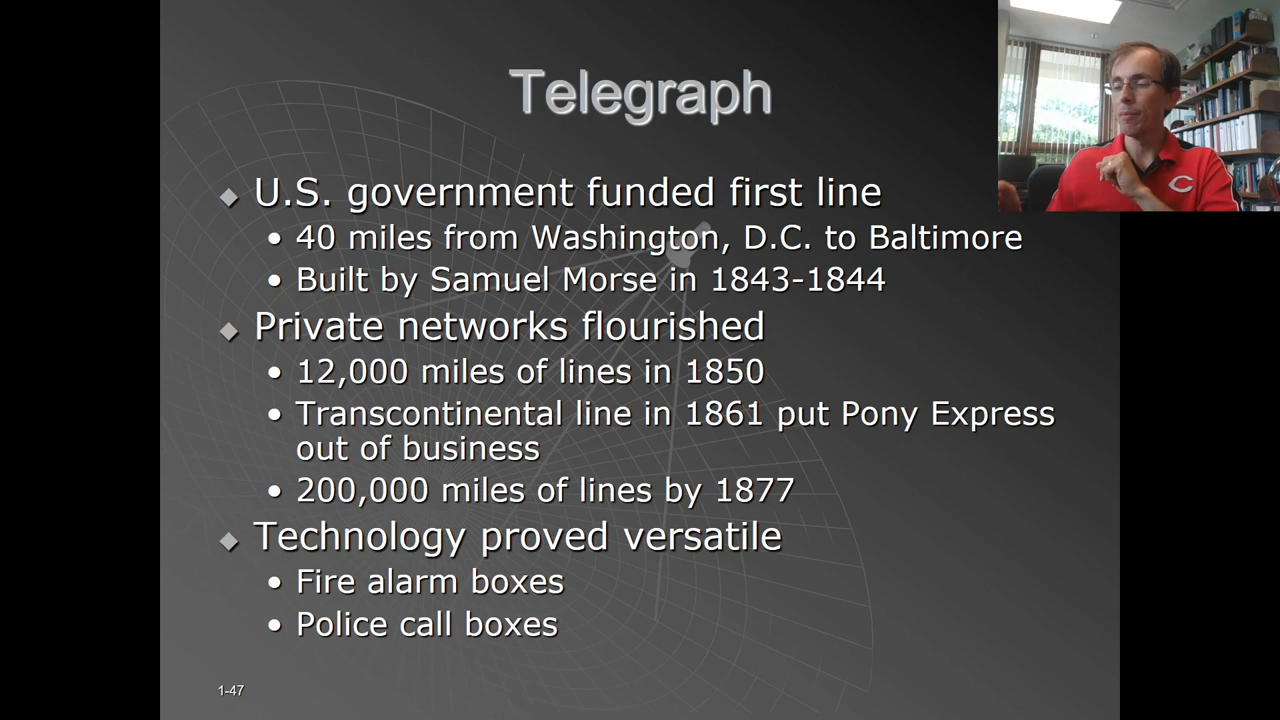 Telegraph
U.S. government funded first line
• 40 miles from Washington, D.C. to Baltimore
• Built by Samuel Morse in 1843-1844
Private networks flourished
• 12,000 miles of lines in 1850
• Transcontinental line in 1861 put Pony Express
out of business
• 200,000 miles of lines by 1877
Technology proved versatile
• Fire alarm boxes
• Police call boxes
1-47
C